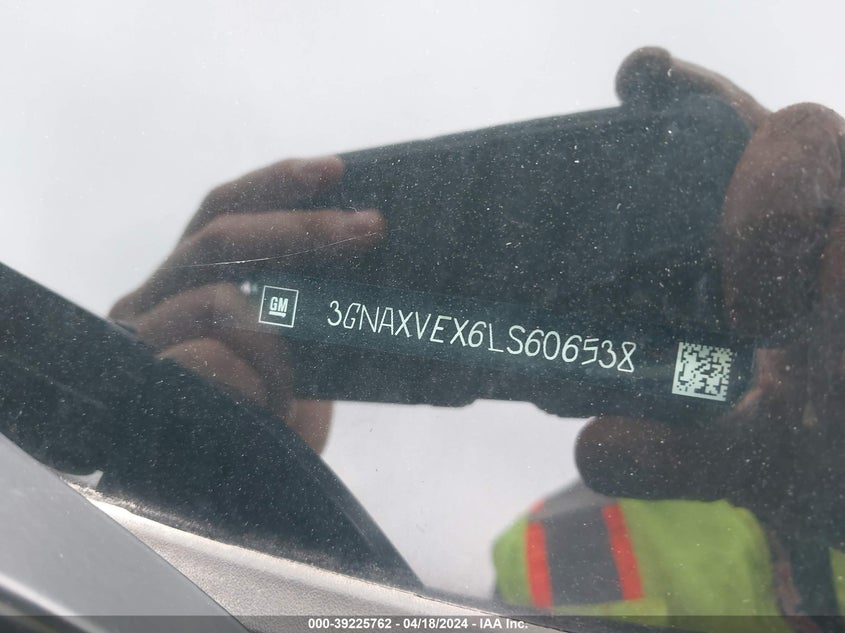 GM
3GNAXVEX6LS606538
000-39225762 - 04/18/2024 - IAA Inc.